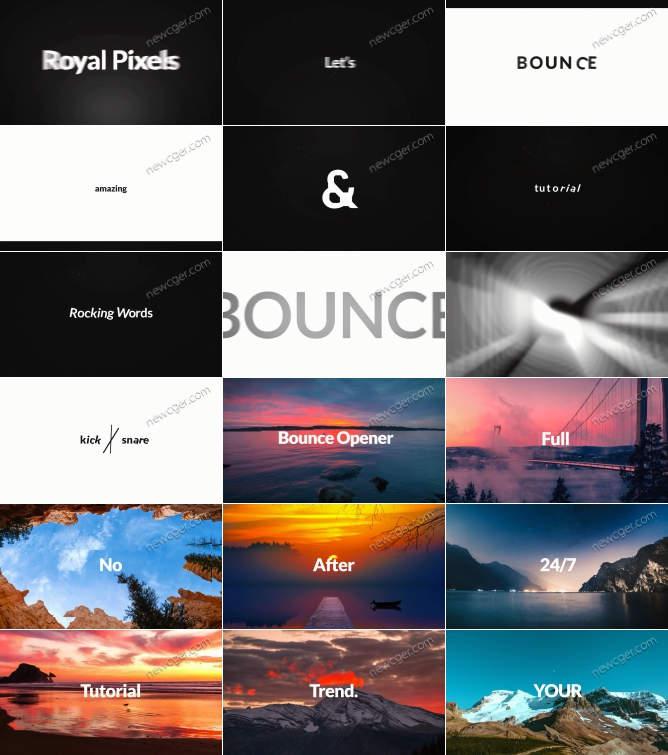 Royal Pixels
newcger.com
Let's
newcger.com
BOUNCE
newcger.com
amazing
newcger.com
&
newcger.com
tutorial
newcger.com
Rocking Words
newcger.com
BOUNCE
newcger.com
newcger.com
kick
snare
newcger.com
Bounce Opener
newcger.com
Full
newcger.com
No
newcger.com
After
newcger.com
24/7
newcger.com
Tutorial
newcger.com
Trend.
newcger.com
YOUR
newcger.com